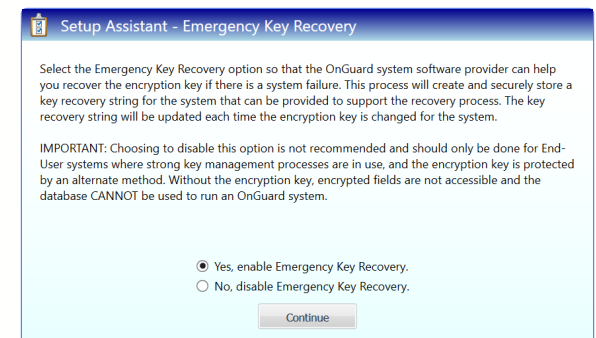 Setup Assistant - Emergency Key Recovery
Select the Emergency Key Recovery option so that the OnGuard system software provider can help
you recover the encryption key if there is a system failure. This process will create and securely store a
key recovery string for the system that can be provided to support the recovery process. The key
recovery string will be updated each time the encryption key is changed for the system.
IMPORTANT: Choosing to disable this option is not recommended and should only be done for End-
User systems where strong key management processes are in use, and the encryption key is protected
by an alternate method. Without the encryption key, encrypted fields are not accessible and the
database CANNOT be used to run an OnGuard system.
Yes, enable Emergency Key Recovery.
No, disable Emergency Key Recovery.
Continue